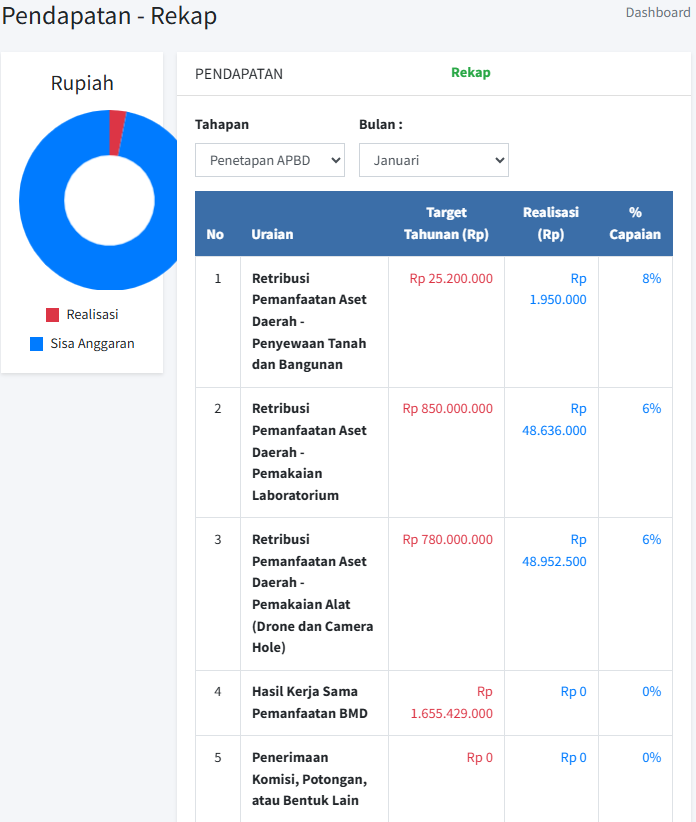 Pendapatan - Rekap
Dashboard
Rupiah
Realisasi
Sisa Anggaran
PENDAPATAN
Rekap
Tahapan
Bulan :
Penetapan APBD
Januari
No
Uraian
Target
Tahunan (Rp)
Realisasi
(Rp)
%
Capaian
1
Retribusi
Pemanfaatan Aset
Daerah -
Penyewaan Tanah
dan Bangunan
Rp 25.200.000
Rp
1.950.000
8%
2
Retribusi
Pemanfaatan Aset
Daerah -
Pemakaian
Laboratorium
Rp 850.000.000
Rp
48.636.000
6%
3
Retribusi
Pemanfaatan Aset
Daerah -
Pemakaian Alat
(Drone dan Camera
Hole)
Rp 780.000.000
Rp
48.952.500
6%
4
Hasil Kerja Sama
Pemanfaatan BMD
Rp
1.655.429.000
Rp 0
0%
5
Penerimaan
Komisi, Potongan,
atau Bentuk Lain
Rp 0
Rp 0
0%